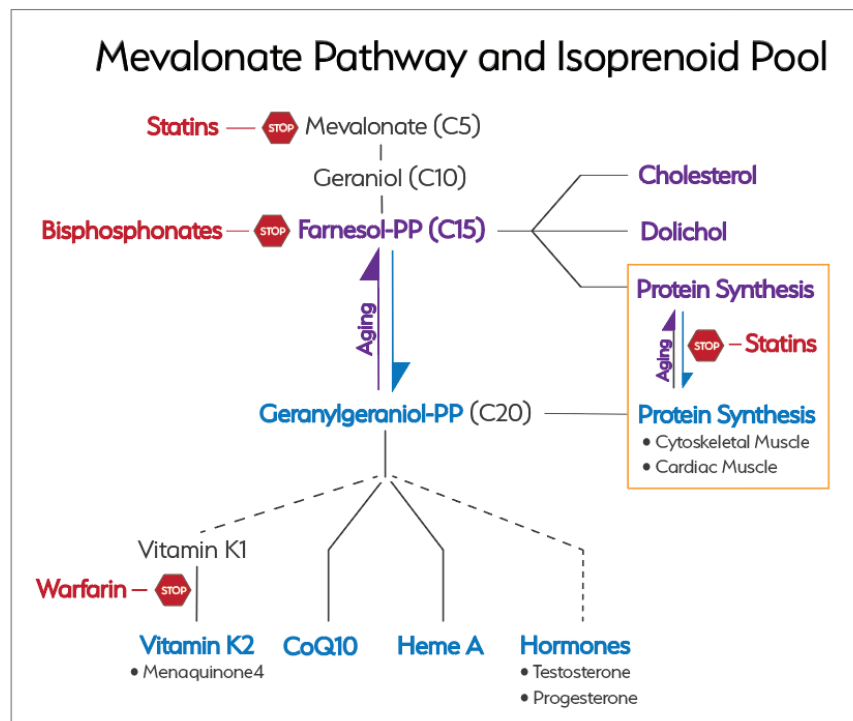 Mevalonate Pathway and Isoprenoid Pool
Statins
STOP
Mevalonate (C5)
Geraniol (C10)
Cholesterol
Bisphosphonates
STOP
Farnesol-PP (C15)
Dolichol
Protein Synthesis
Aging
Aging
STOP
Statins
Geranylgeraniol-PP (C20)
Protein Synthesis
• Cytoskeletal Muscle
• Cardiac Muscle
Vitamin K1
Warfarin
STOP
Vitamin K2
• Menaquinone4
CoQ10
Heme A
Hormones
• Testosterone
• Progesterone